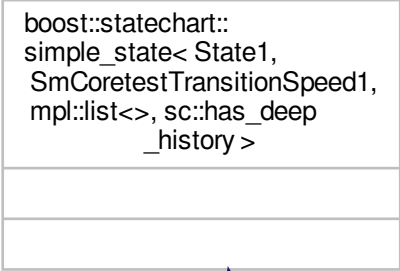 boost::statechart::
simple_state< State1,
SmCoretestTransitionSpeed1,
mpl::list<>, sc::has_deep
_history >